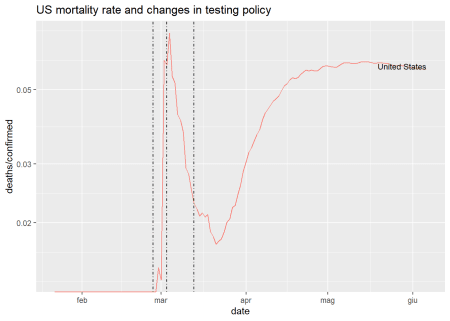 US mortality rate and changes in testing policy
United States
0.05
0.03
0.02
deaths/confirmed
feb mar apr mag giu
date